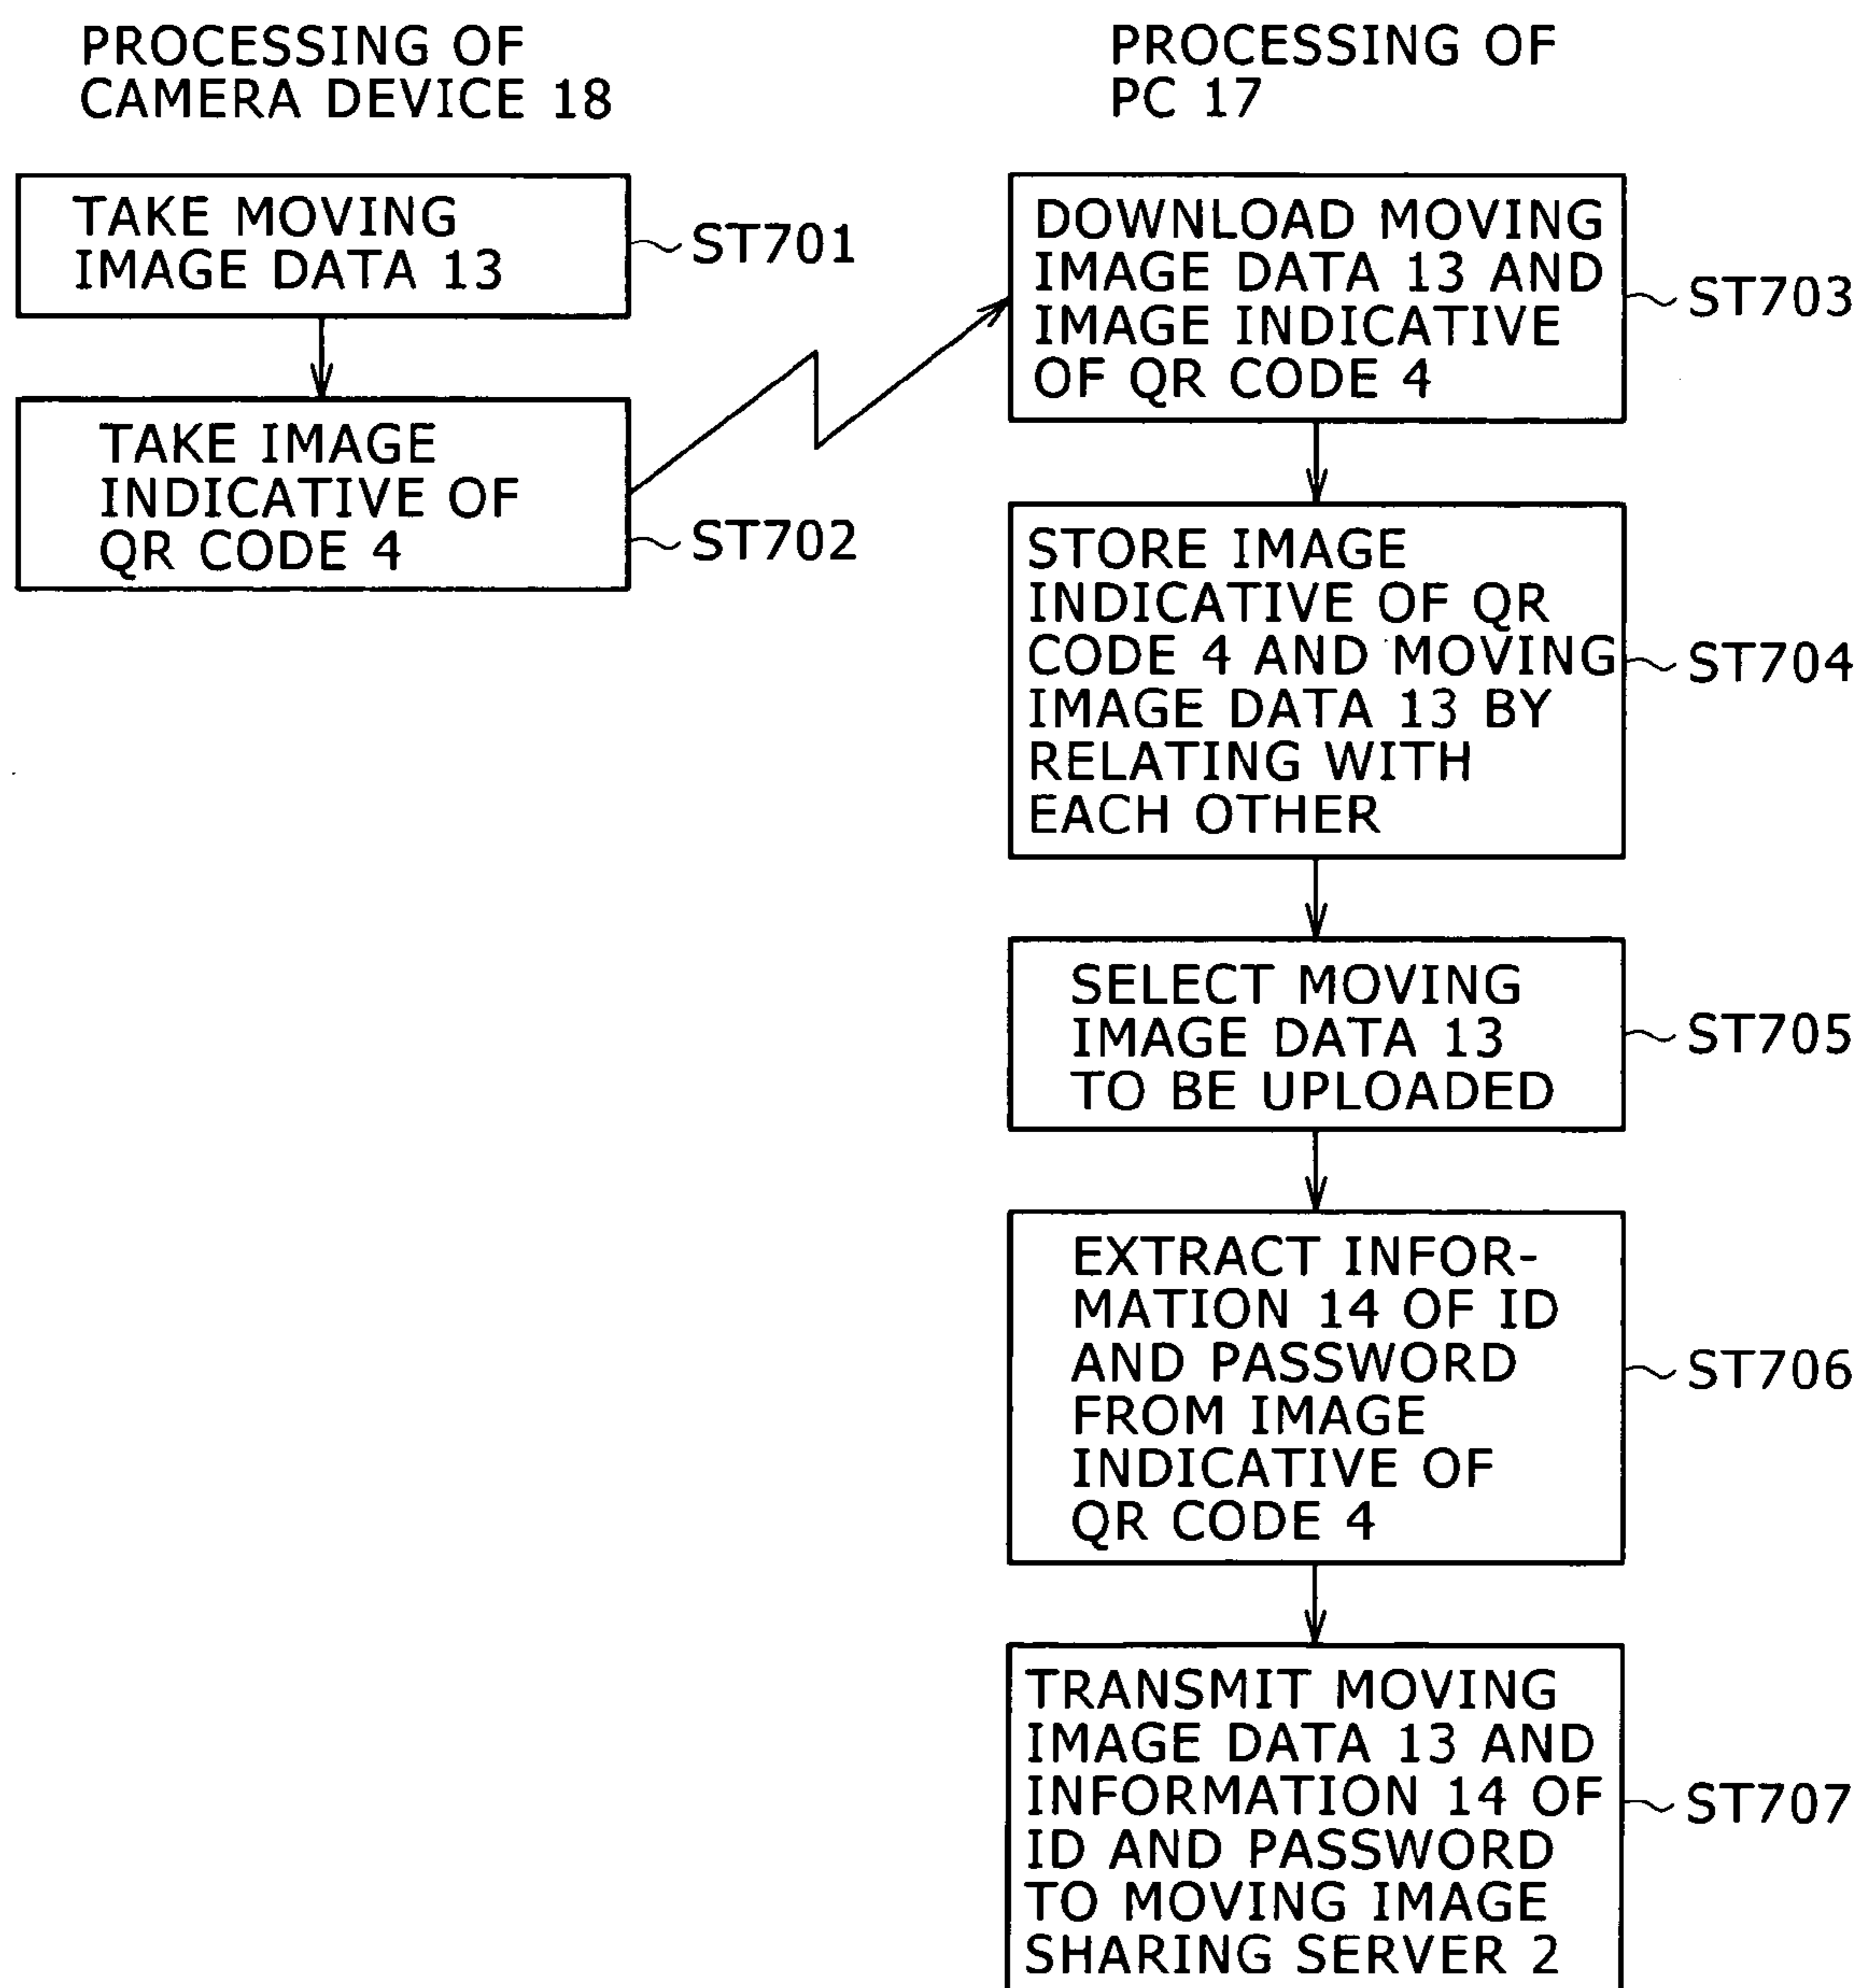 PROCESSING OF
CAMERA DEVICE 18
TAKE MOVING
IMAGE DATA 13
ST701
TAKE IMAGE
INDICATIVE OF
QR CODE 4
ST702
PROCESSING OF
PC 17
DOWNLOAD MOVING
IMAGE DATA 13 AND
IMAGE INDICATIVE
OF QR CODE 4
ST703
STORE IMAGE
INDICATIVE OF QR
CODE 4 AND MOVING
IMAGE DATA 13 BY
RELATING WITH
EACH OTHER
ST704
SELECT MOVING
IMAGE DATA 13
TO BE UPLOADED
ST705
EXTRACT INFOR-
MATION 14 OF ID
AND PASSWORD
FROM IMAGE
INDICATIVE OF
QR CODE 4
ST706
TRANSMIT MOVING
IMAGE DATA 13 AND
INFORMATION 14 OF
ID AND PASSWORD
TO MOVING IMAGE
SHARING SERVER 2
ST707